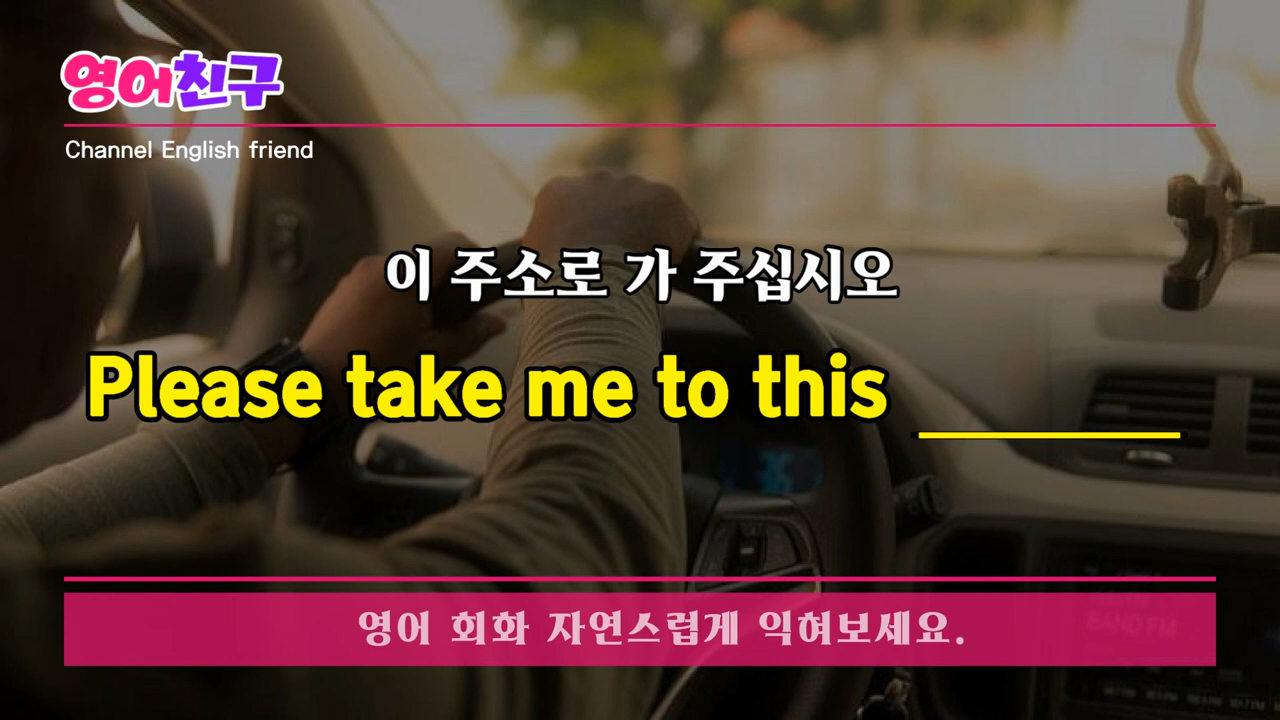 영어친구
Channel English friend
이 주소로 가 주십시오
Please take me to this ______
영어 회화 자연스럽게 익혀보세요.